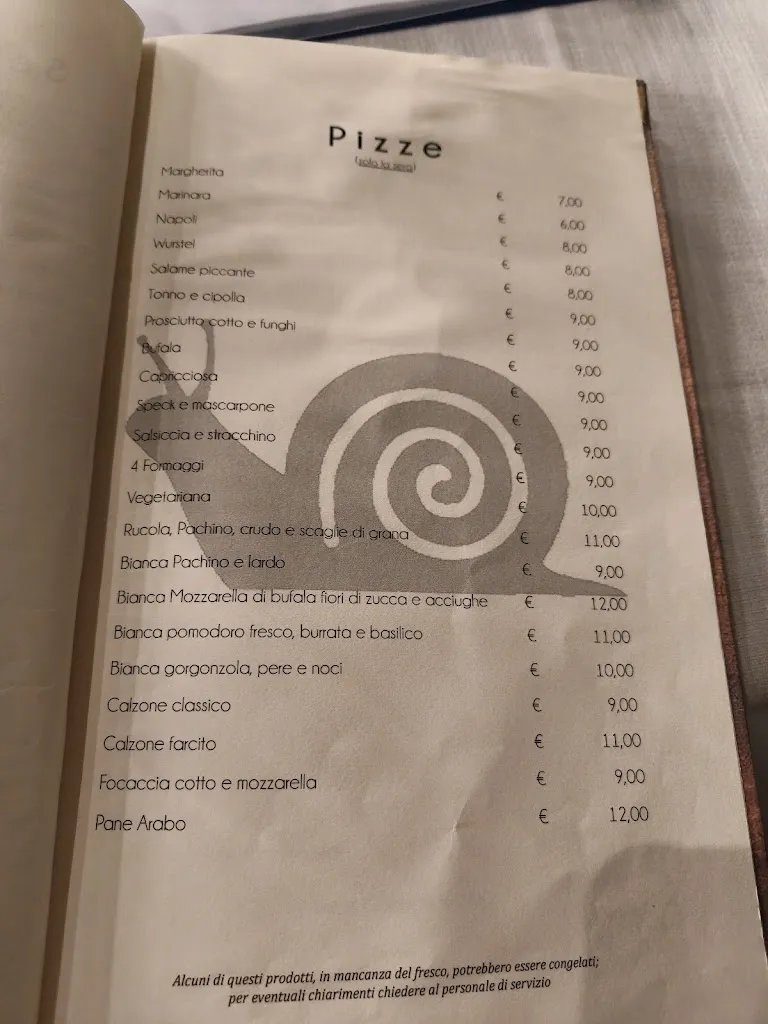 Pizze
(solo la sera)
Margherita € 7,00
Marinara € 6,00
Napoli € 8,00
Wurstel € 8,00
Salame piccante € 8,00
Tonno e cipolla € 9,00
Prosciutto cotto e funghi € 9,00
Bufala € 9,00
Capricciosa € 9,00
Speck e mascarpone € 9,00
Salsiccia e stracchino € 9,00
4 Formaggi € 9,00
Vegetariana € 10,00
Rucola, Pachino, crudo e scaglie di grana € 11,00
Bianca Pachino e lardo € 9,00
Bianca Mozzarella di bufala fiori di zucca e acciughe € 12,00
Bianca pomodoro fresco, burrata e basilico € 11,00
Bianca gorgonzola, pere e noci € 10,00
Calzone classico € 9,00
Calzone farcito € 11,00
Focaccia cotto e mozzarella € 9,00
Pane Arabo € 12,00
Alcuni di questi prodotti, in mancanza del fresco, potrebbero essere congelati;
per eventuali chiarimenti chiedere al personale di servizio